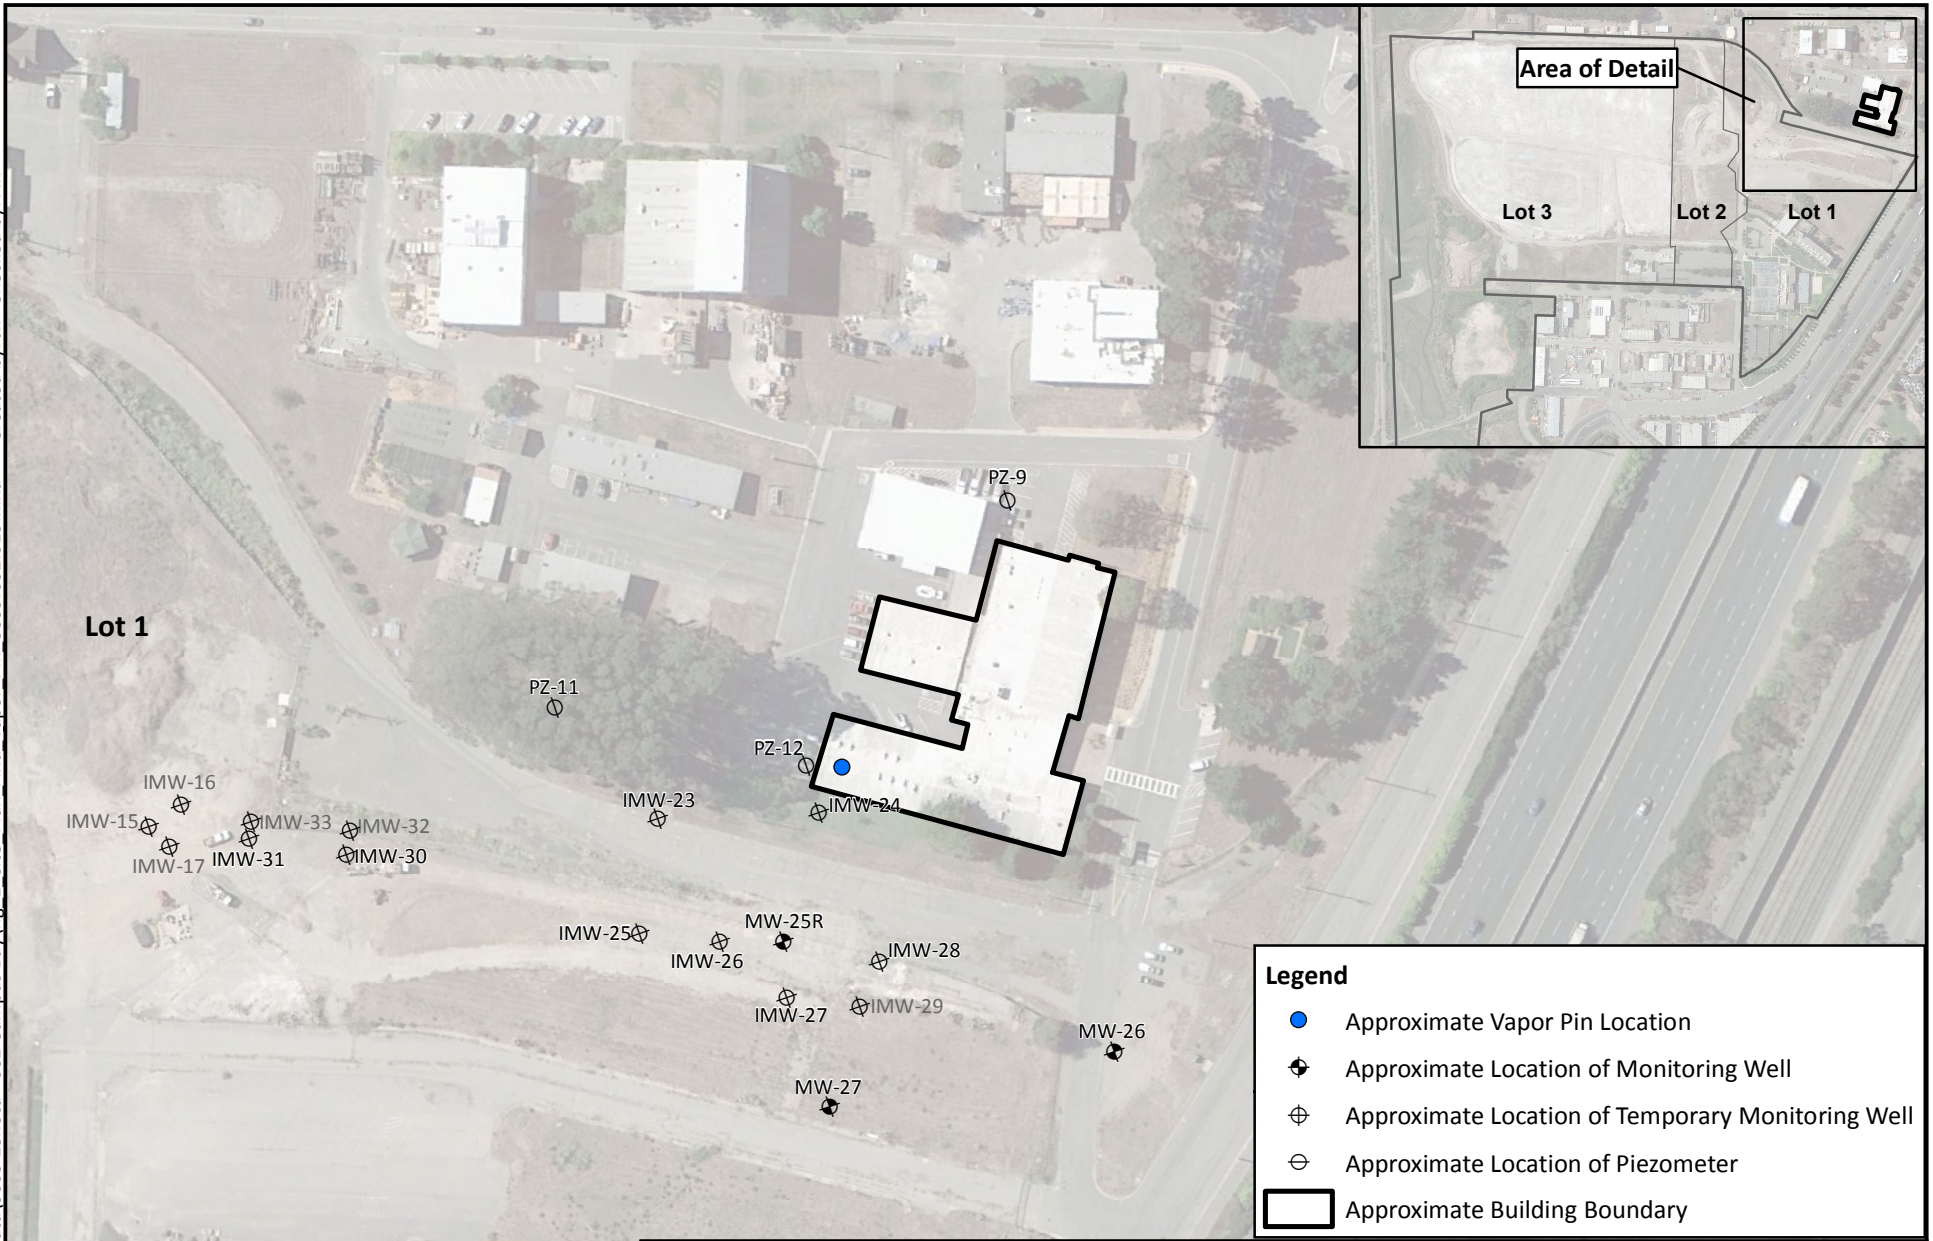 Area of Detail
Lot 3
Lot 2
Lot 1
PZ-9
Lot 1
PZ-11
PZ-12
IMW-16
IMW-23
IMW-24
IMW-15
IMW-33
IMW-32
IMW-17
IMW-31
IMW-30
MW-25R
IMW-25
IMW-28
IMW-26
IMW-29
IMW-27
MW-26
MW-27
Legend
Approximate Vapor Pin Location
Approximate Location of Monitoring Well
Approximate Location of Temporary Monitoring Well
Approximate Location of Piezometer
Approximate Building Boundary